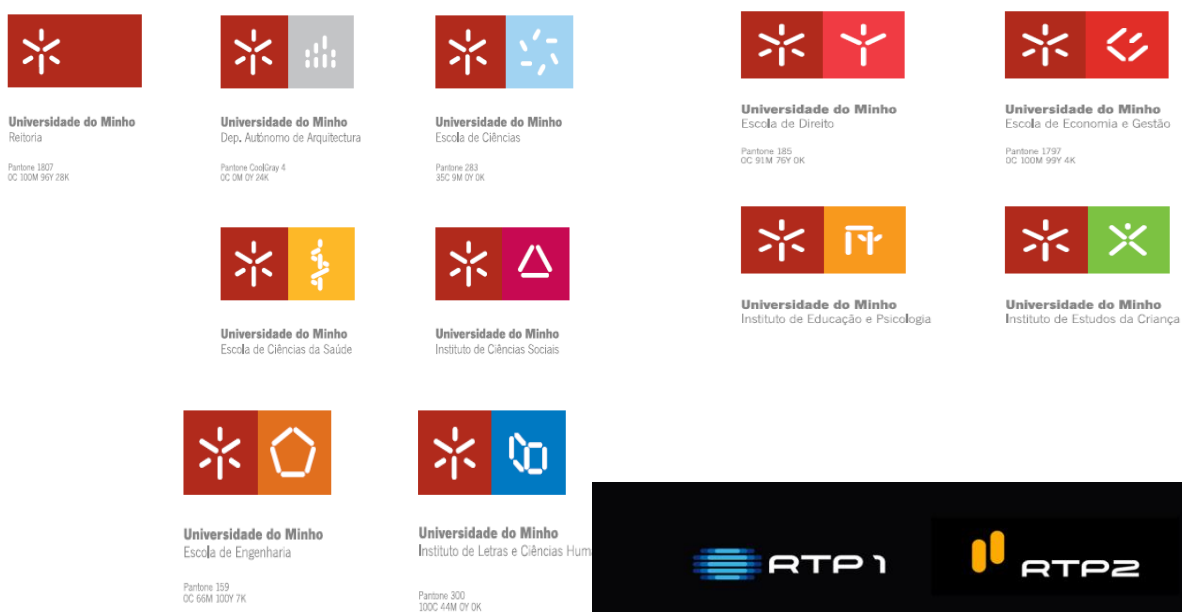 Universidade do Minho
Reitoria
Pantone 1807
0C 100M 96Y 28K
Universidade do Minho
Dep. Autónomo de Arquitectura
Pantone CoolGray 4
0C 0M 0Y 24K
Universidade do Minho
Escola de Ciências
Pantone 283
35C 9M 0Y 0K
Universidade do Minho
Escola de Direito
Pantone 185
0C 91M 76Y 0K
Universidade do Minho
Escola de Economia e Gestão
Pantone 1797
0C 100M 99Y 4K
Universidade do Minho
Escola de Ciências da Saúde
Universidade do Minho
Instituto de Ciências Sociais
Universidade do Minho
Instituto de Educação e Psicologia
Universidade do Minho
Instituto de Estudos da Criança
Universidade do Minho
Escola de Engenharia
Pantone 159
0C 66M 100Y 7K
Universidade do Minho
Instituto de Letras e Ciências Hum
Pantone 300
100C 44M 0Y 0K
RTP 1
RTP2